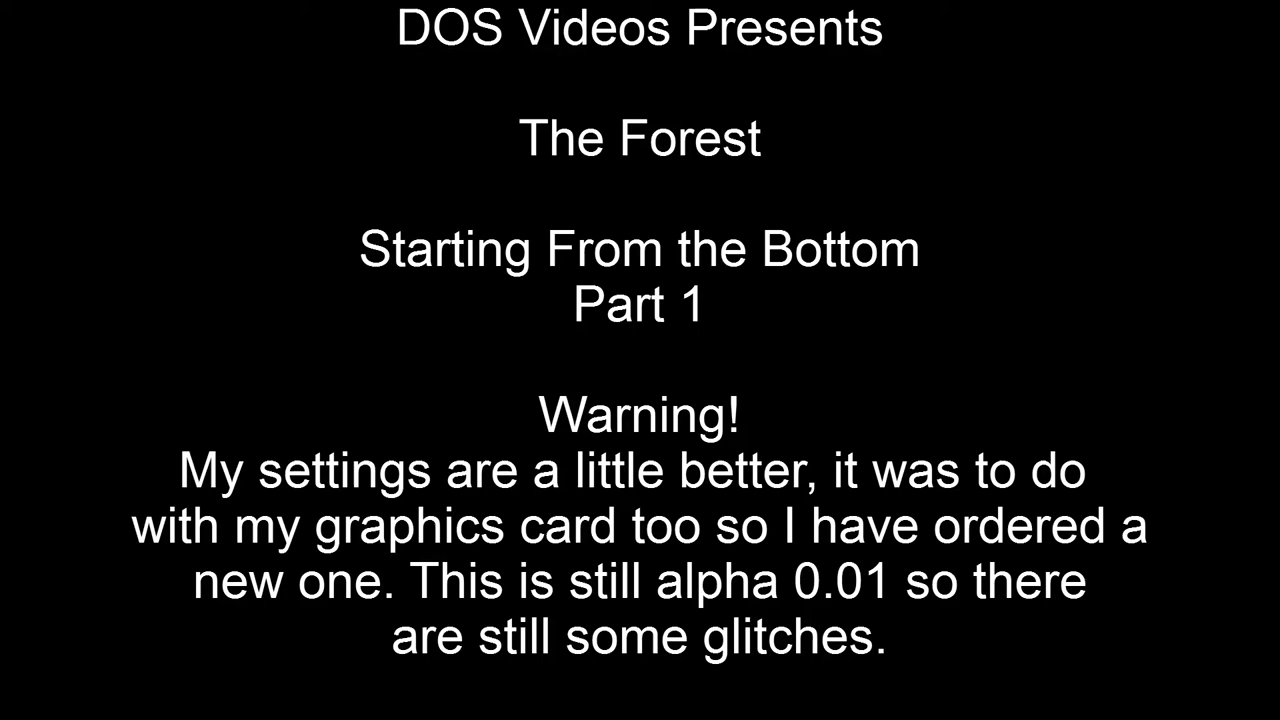 DOS Videos Presents
The Forest
Starting From the Bottom
Part 1
Warning!
My settings are a little better, it was to do
with my graphics card too so I have ordered a
new one. This is still alpha 0.01 so there
are still some glitches.